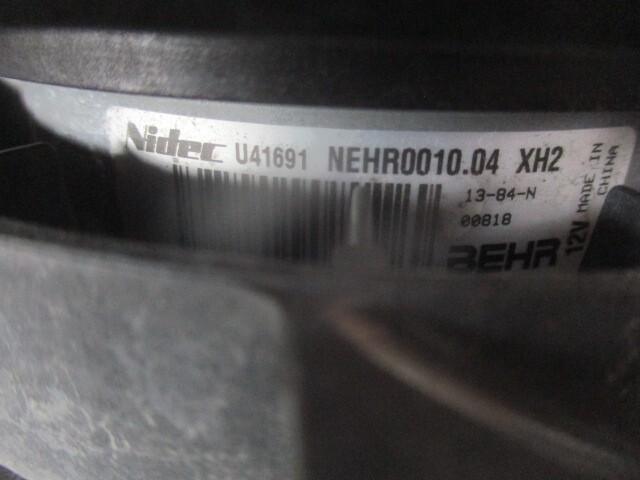 Nidec U41691 NEHR0010.04 XH2
13-84-N
00818
BEHR
12V MADE IN
CHINA